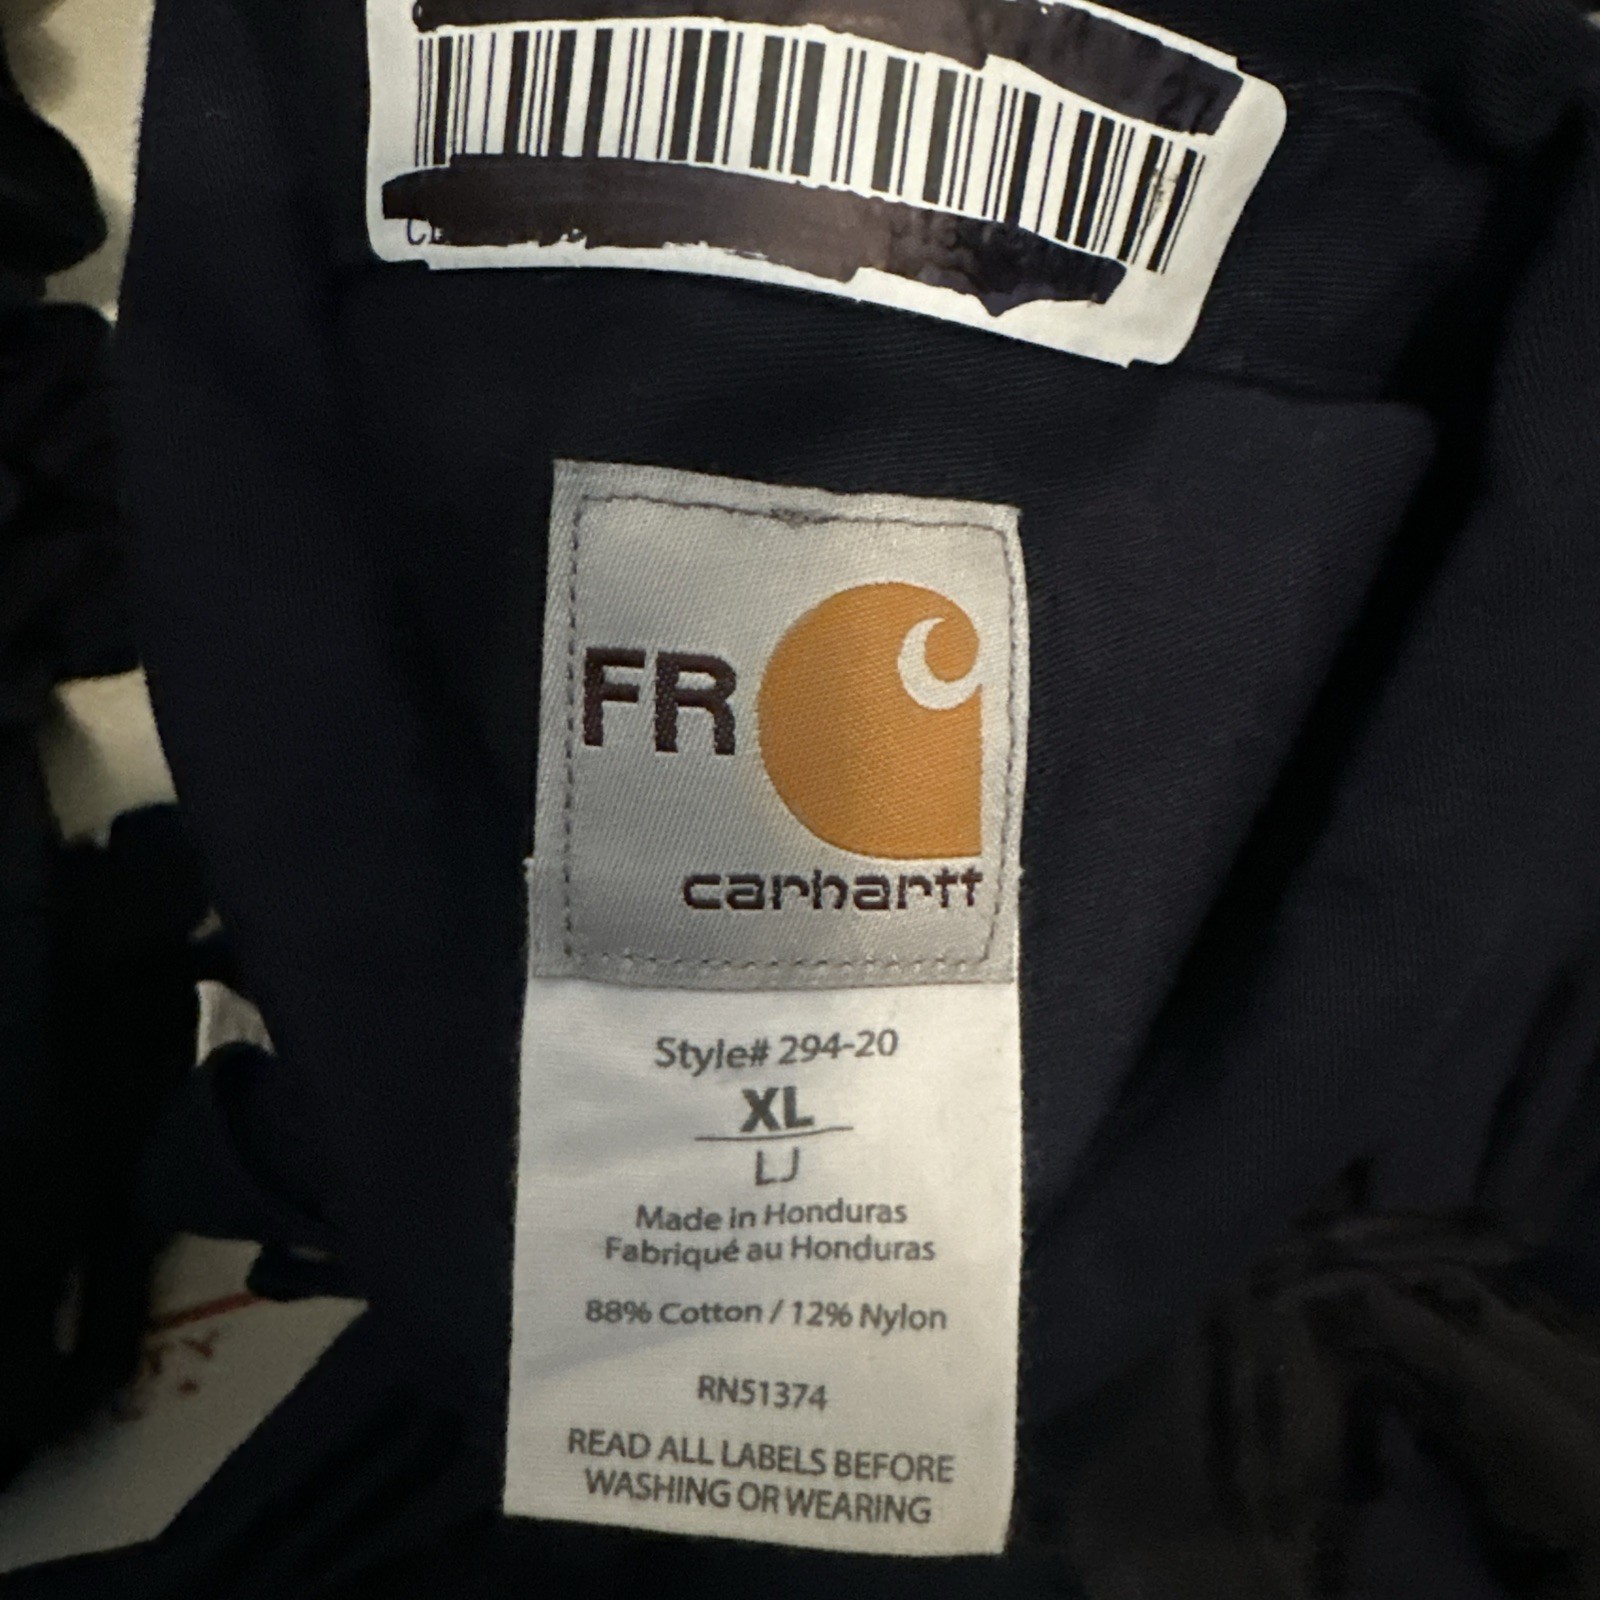 27
FR
carhartt
Style# 294-20
XL
LJ
Made in Honduras
Fabriqué au Honduras
88% Cotton / 12% Nylon
RN51374
READ ALL LABELS BEFORE
WASHING OR WEARING